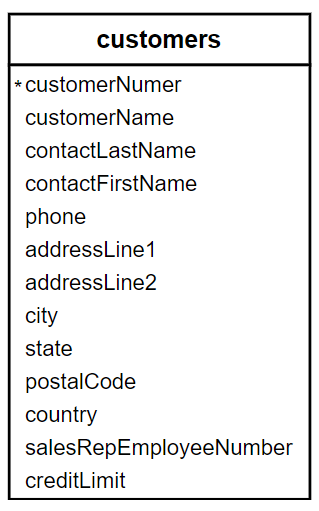 customers
*customerNumer
customerName
contactLastName
contactFirstName
phone
addressLine1
addressLine2
city
state
postalCode
country
salesRepEmployeeNumber
creditLimit